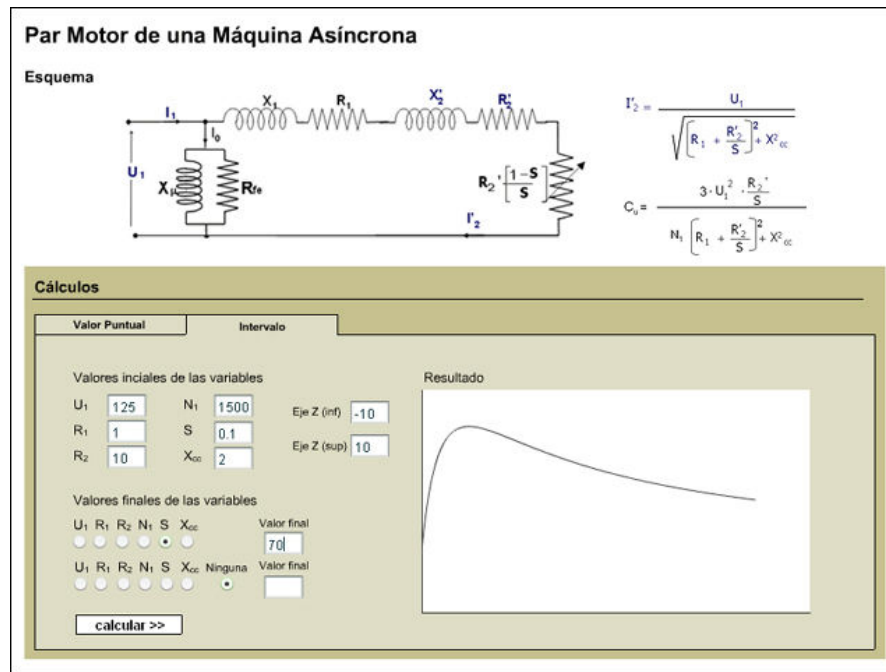 Par Motor de una Máquina Asíncrona
Esquema
I₁
I₀
X₁
R₁
X'₂
R'₂
U₁
Xμ
Rfe
R₂'[1-S/S]
I'₂
I'₂ = U₁ / √([R₁ + R'₂/S]² + X²cc)
Cᵤ = 3·U₁²·R₂'/S / N₁[R₁ + R'₂/S]² + X²cc
Cálculos
Valor Puntual
Intervalo
Valores inciales de las variables
U₁ 125 N₁ 1500 Eje Z (inf) -10
R₁ 1 S 0.1 Eje Z (sup) 10
R₂ 10 Xcc 2
Valores finales de las variables
U₁ R₁ R₂ N₁ S Xcc Valor final
70
U₁ R₁ R₂ N₁ S Xcc Ninguna Valor final
calcular >>
Resultado